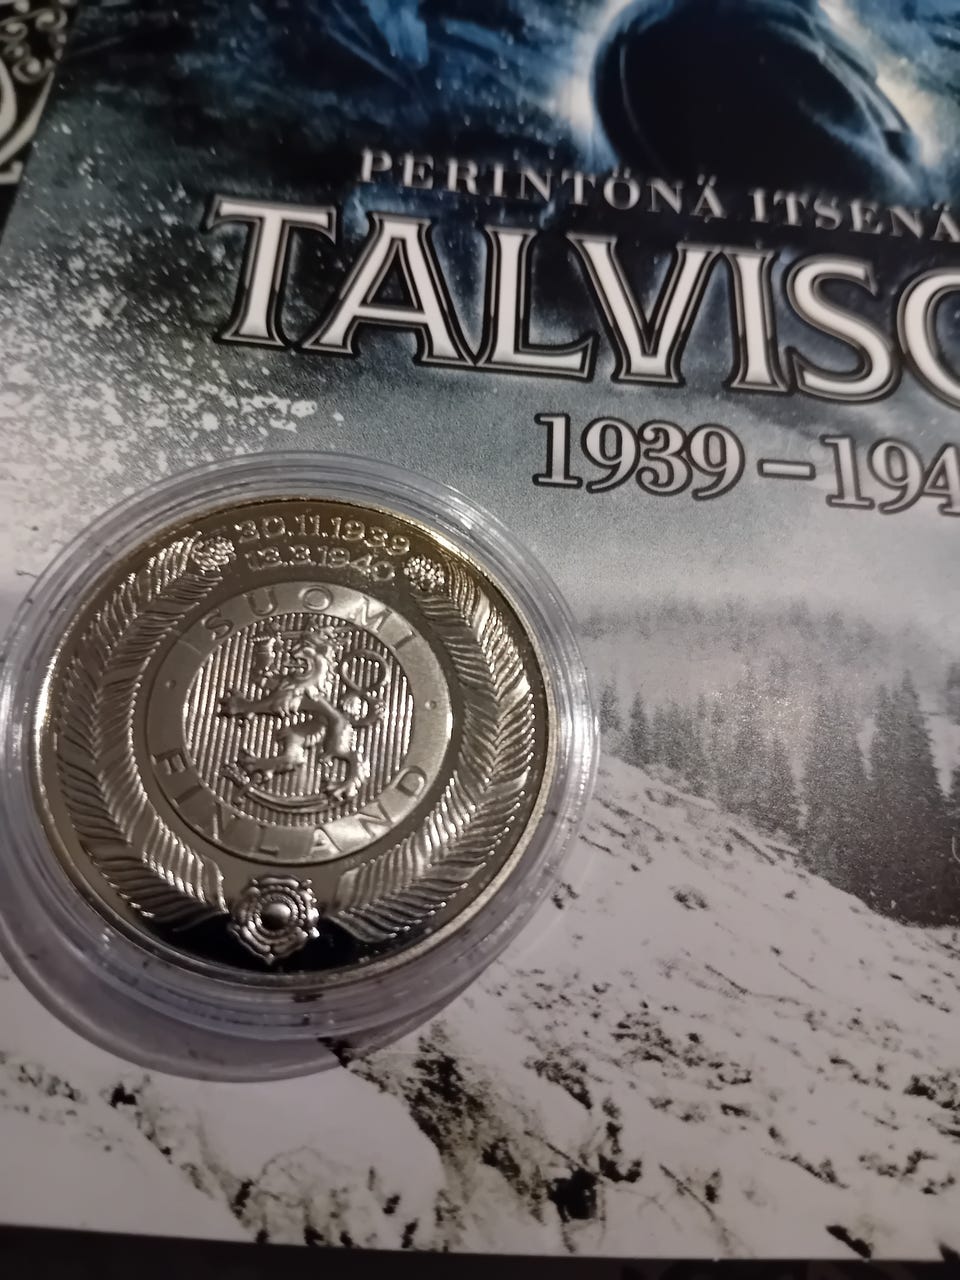 PERINTÖNÄ ITSENÄ
TALVISO
1939–194
30.11.1939
13.3.1940
SUOMI
FINLAND